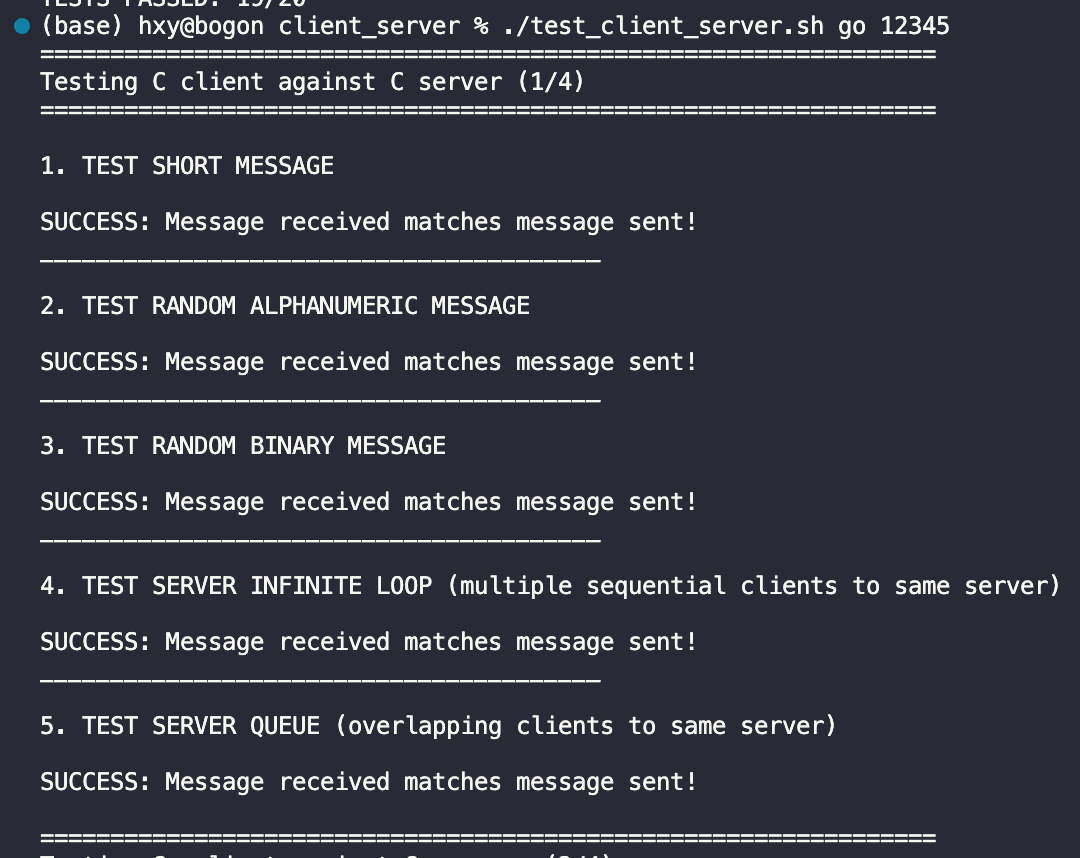 TESTS PASSED: 19/20
(base) hxy@bogon client_server % ./test_client_server.sh go 12345
================================================================
Testing C client against C server (1/4)
================================================================
1. TEST SHORT MESSAGE
SUCCESS: Message received matches message sent!
________________________________________
2. TEST RANDOM ALPHANUMERIC MESSAGE
SUCCESS: Message received matches message sent!
________________________________________
3. TEST RANDOM BINARY MESSAGE
SUCCESS: Message received matches message sent!
________________________________________
4. TEST SERVER INFINITE LOOP (multiple sequential clients to same server)
SUCCESS: Message received matches message sent!
________________________________________
5. TEST SERVER QUEUE (overlapping clients to same server)
SUCCESS: Message received matches message sent!
================================================================